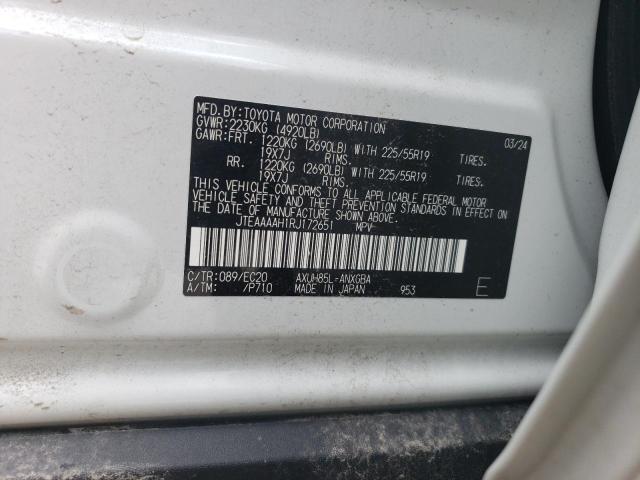 MFD.BY:TOYOTA MOTOR CORPORATION 03/24
GVWR:2230KG (4920LB)
GAWR:FRT. 1220KG (2690LB) WITH 225/55R19 TIRES.
19X7J RIMS.
RR. 1220KG (2690LB) WITH 225/55R19 TIRES.
19X7J RIMS.
THIS VEHICLE CONFORMS TO ALL APPLICABLE FEDERAL MOTOR
VEHICLE SAFETY AND THEFT PREVENTION STANDARDS IN EFFECT ON
THE DATE OF MANUFACTURE SHOWN ABOVE.
JTEAAAAH1RJ172651 MPV
C/TR:089/EC20 AXUH85L-ANXGBA
A/TM: /P710 MADE IN JAPAN 953 E